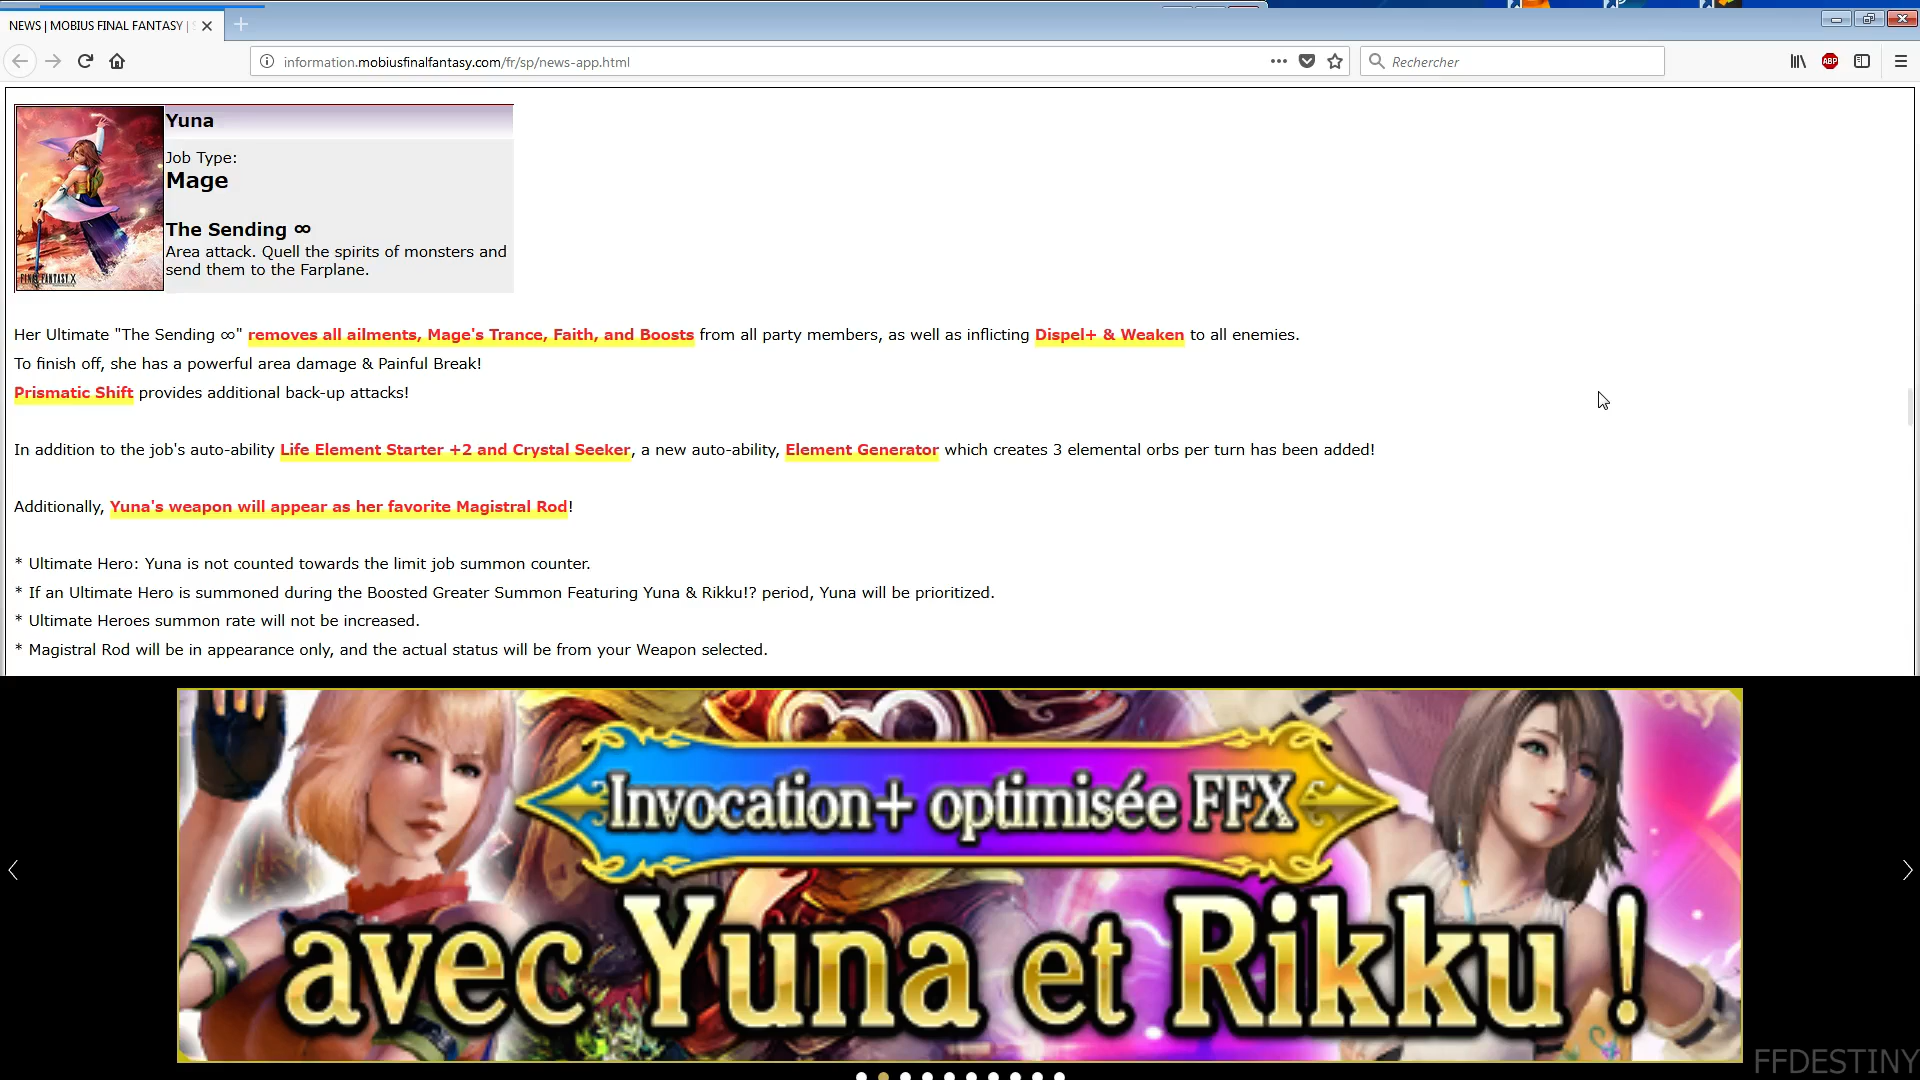 NEWS | MOBIUS FINAL FANTASY |
information.mobiusfinalfantasy.com/fr/sp/news-app.html
Rechercher
ABP
Yuna
Job Type:
Mage
The Sending ∞
Area attack. Quell the spirits of monsters and
send them to the Farplane.
FINAL FANTASY X
Her Ultimate "The Sending ∞" removes all ailments, Mage's Trance, Faith, and Boosts from all party members, as well as inflicting Dispel+ & Weaken to all enemies.
To finish off, she has a powerful area damage & Painful Break!
Prismatic Shift provides additional back-up attacks!
In addition to the job's auto-ability Life Element Starter +2 and Crystal Seeker, a new auto-ability, Element Generator which creates 3 elemental orbs per turn has been added!
Additionally, Yuna's weapon will appear as her favorite Magistral Rod!
* Ultimate Hero: Yuna is not counted towards the limit job summon counter.
* If an Ultimate Hero is summoned during the Boosted Greater Summon Featuring Yuna & Rikku!? period, Yuna will be prioritized.
* Ultimate Heroes summon rate will not be increased.
* Magistral Rod will be in appearance only, and the actual status will be from your Weapon selected.
Invocation+ optimisée FFX
avec Yuna et Rikku !
FFDESTINY